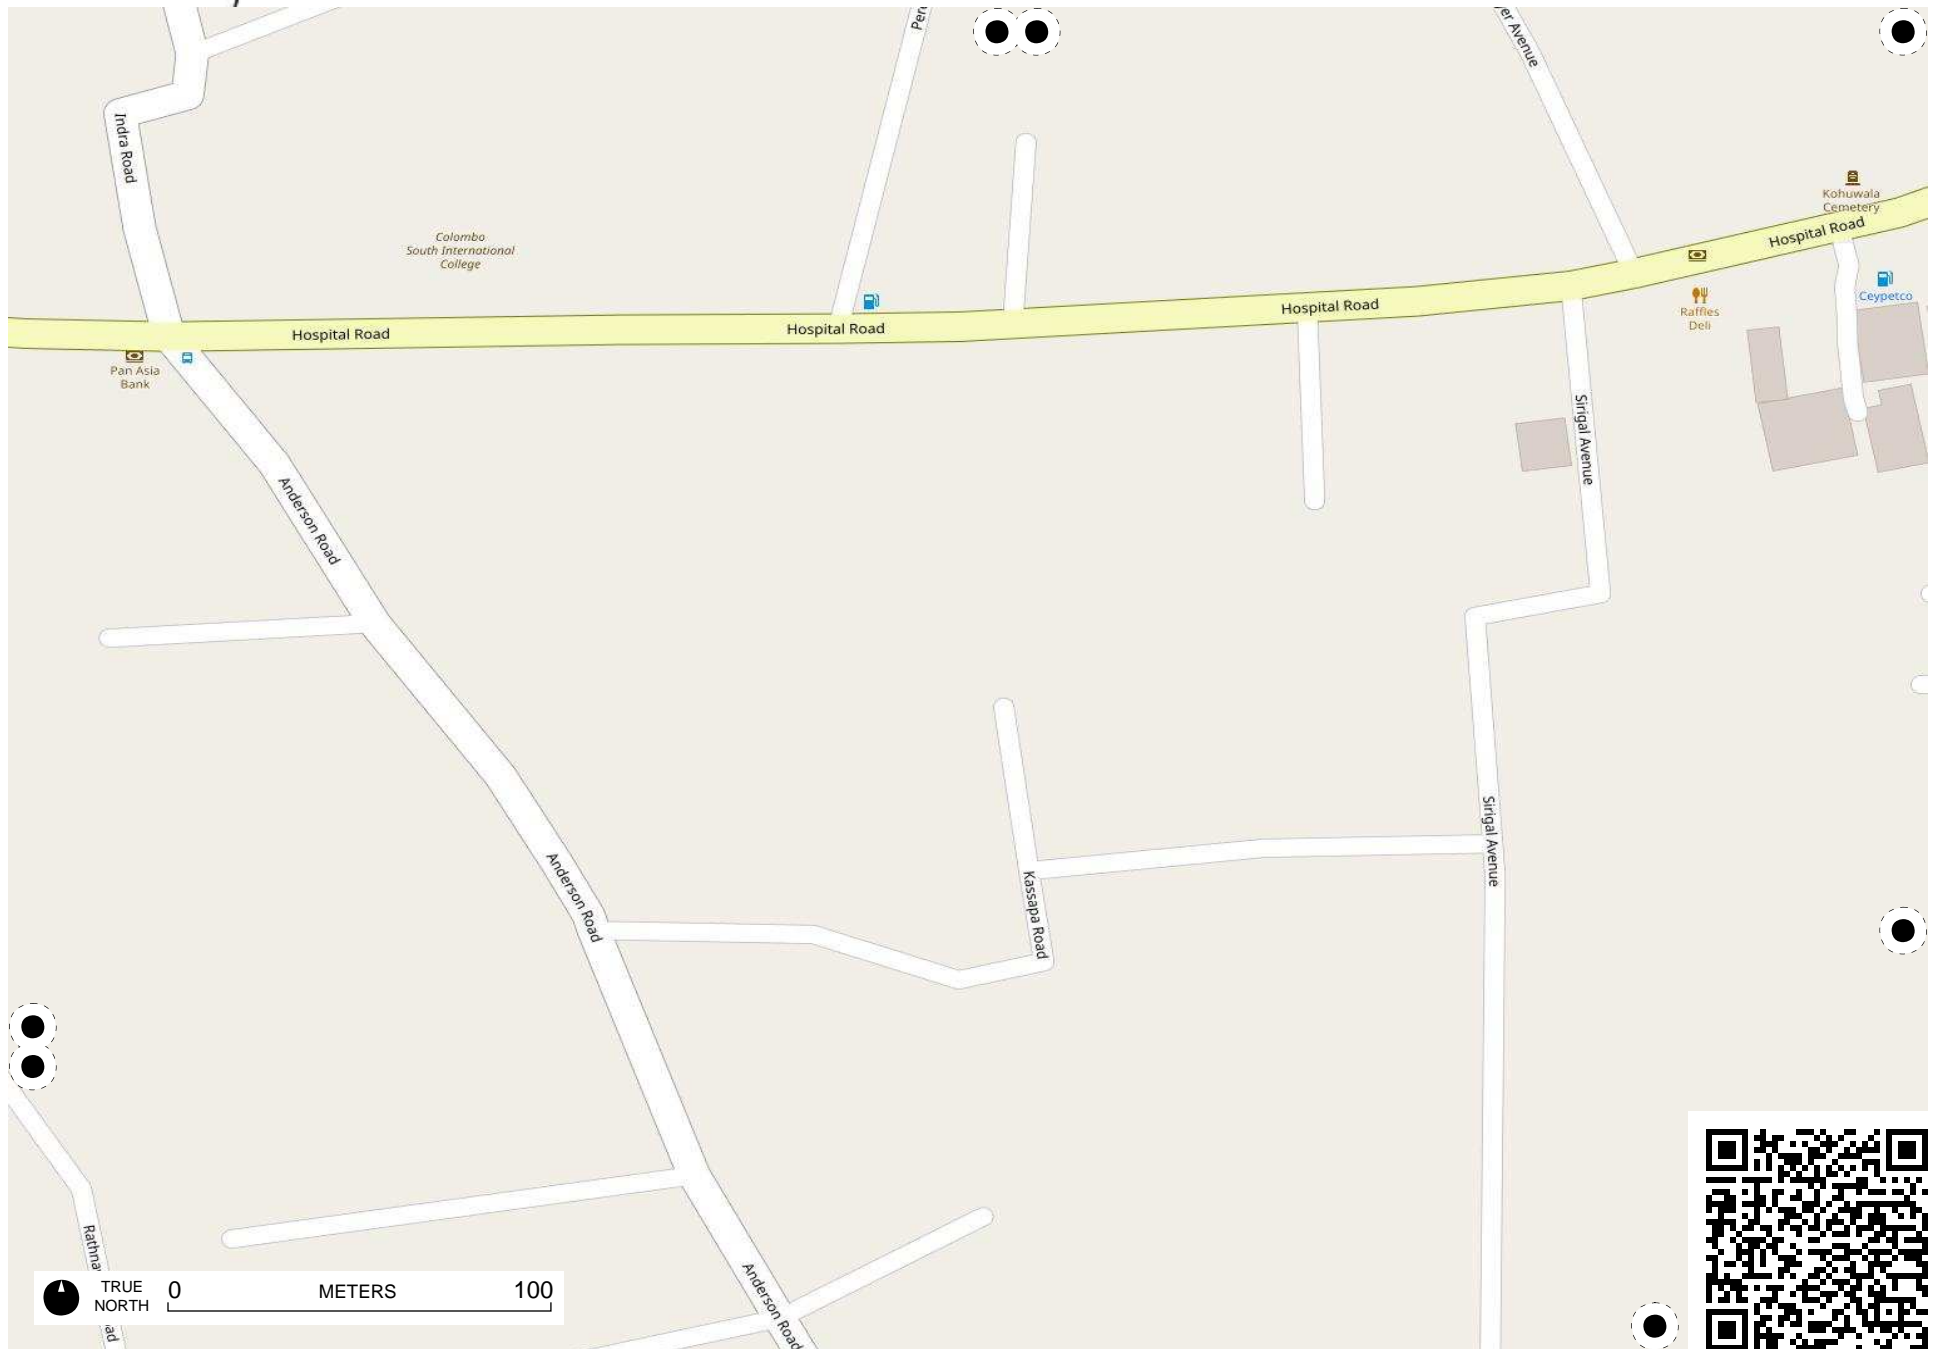 Indra Road
Colombo
South International
College
Kohuwala
Cemetery
Hospital Road
Hospital Road
Hospital Road
Hospital Road
Ceypetco
Raffles
Deli
Pan Asia
Bank
Sirigal Avenue
Anderson Road
Sirigal Avenue
Anderson Road
Kassapa Road
Anderson Road
TRUE
NORTH
0 METERS 100